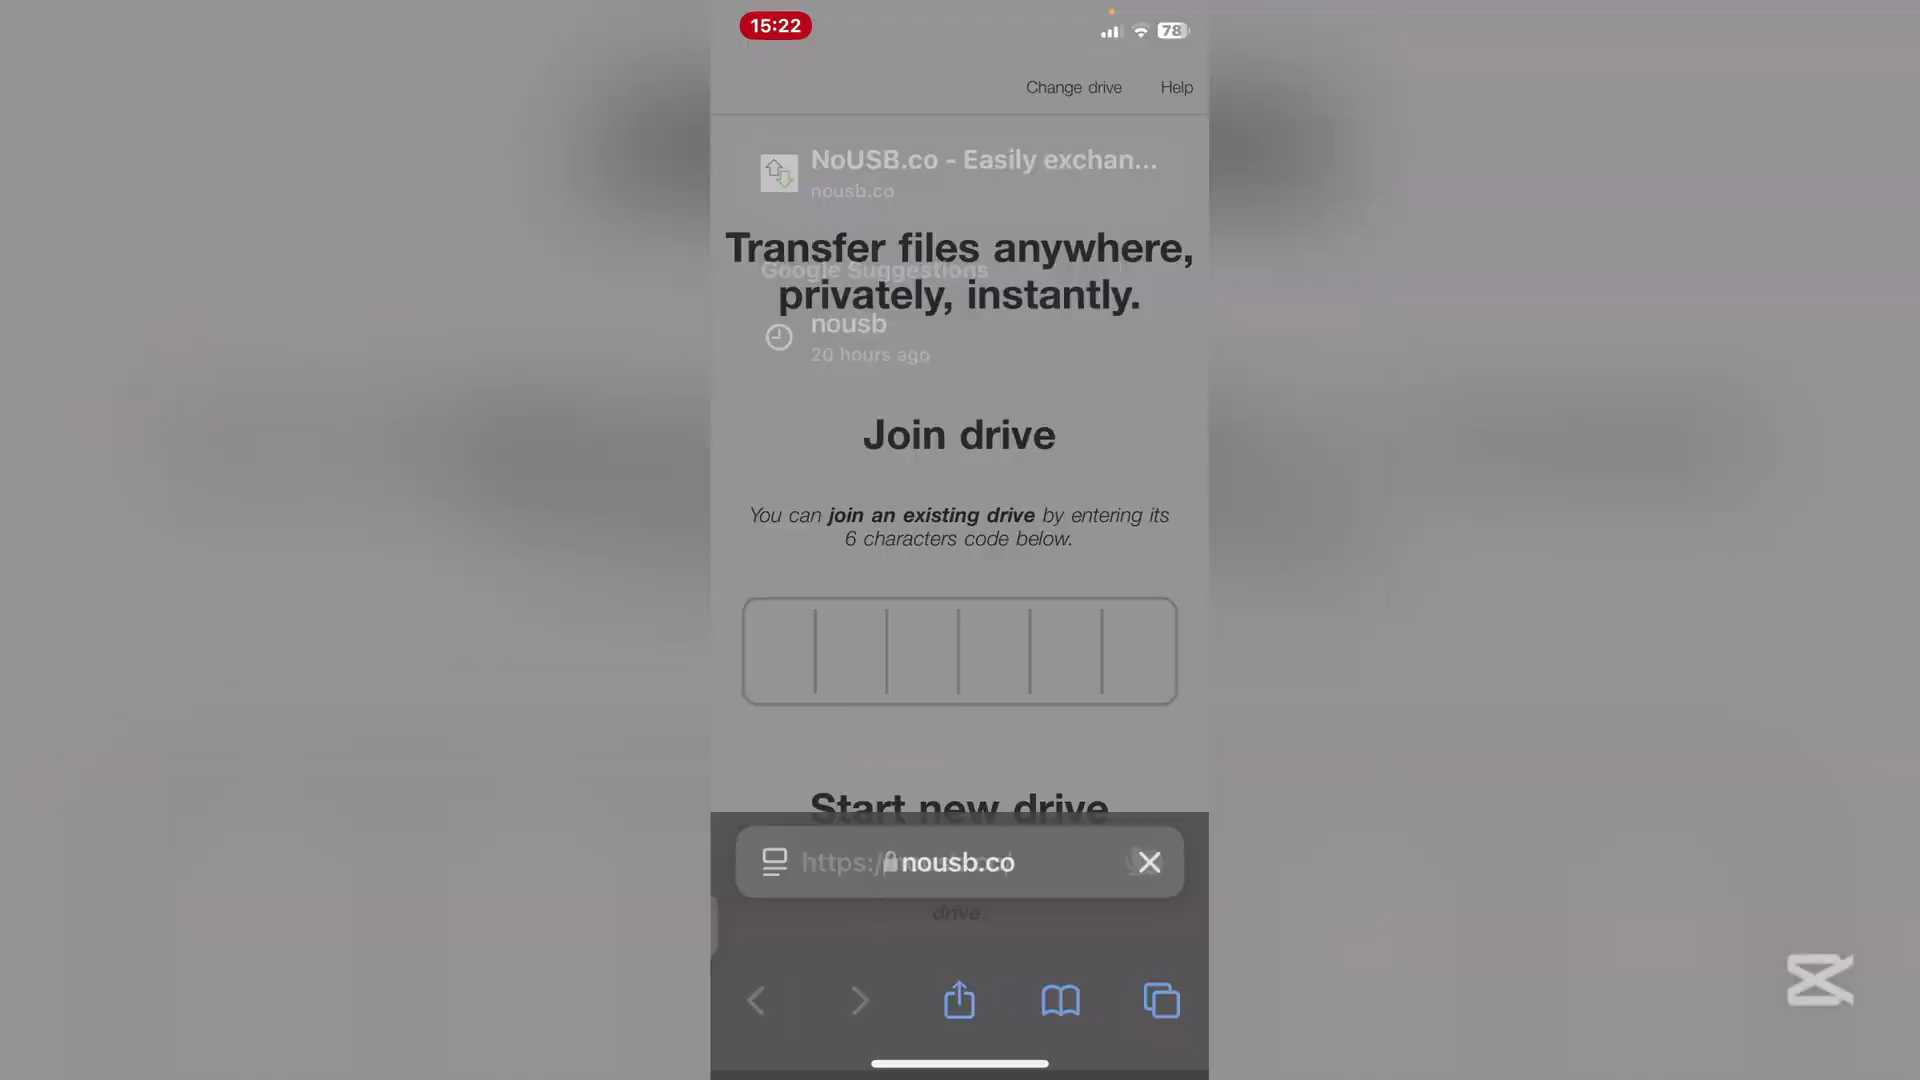 15:22
78
Change drive
Help
NoUSB.co - Easily exchan...
nousb.co
Transfer files anywhere,
Google Suggestions
privately, instantly.
nousb
20 hours ago
Join drive
You can join an existing drive by entering its
6 characters code below.
Start new drive
https:/
nousb.co
drive.